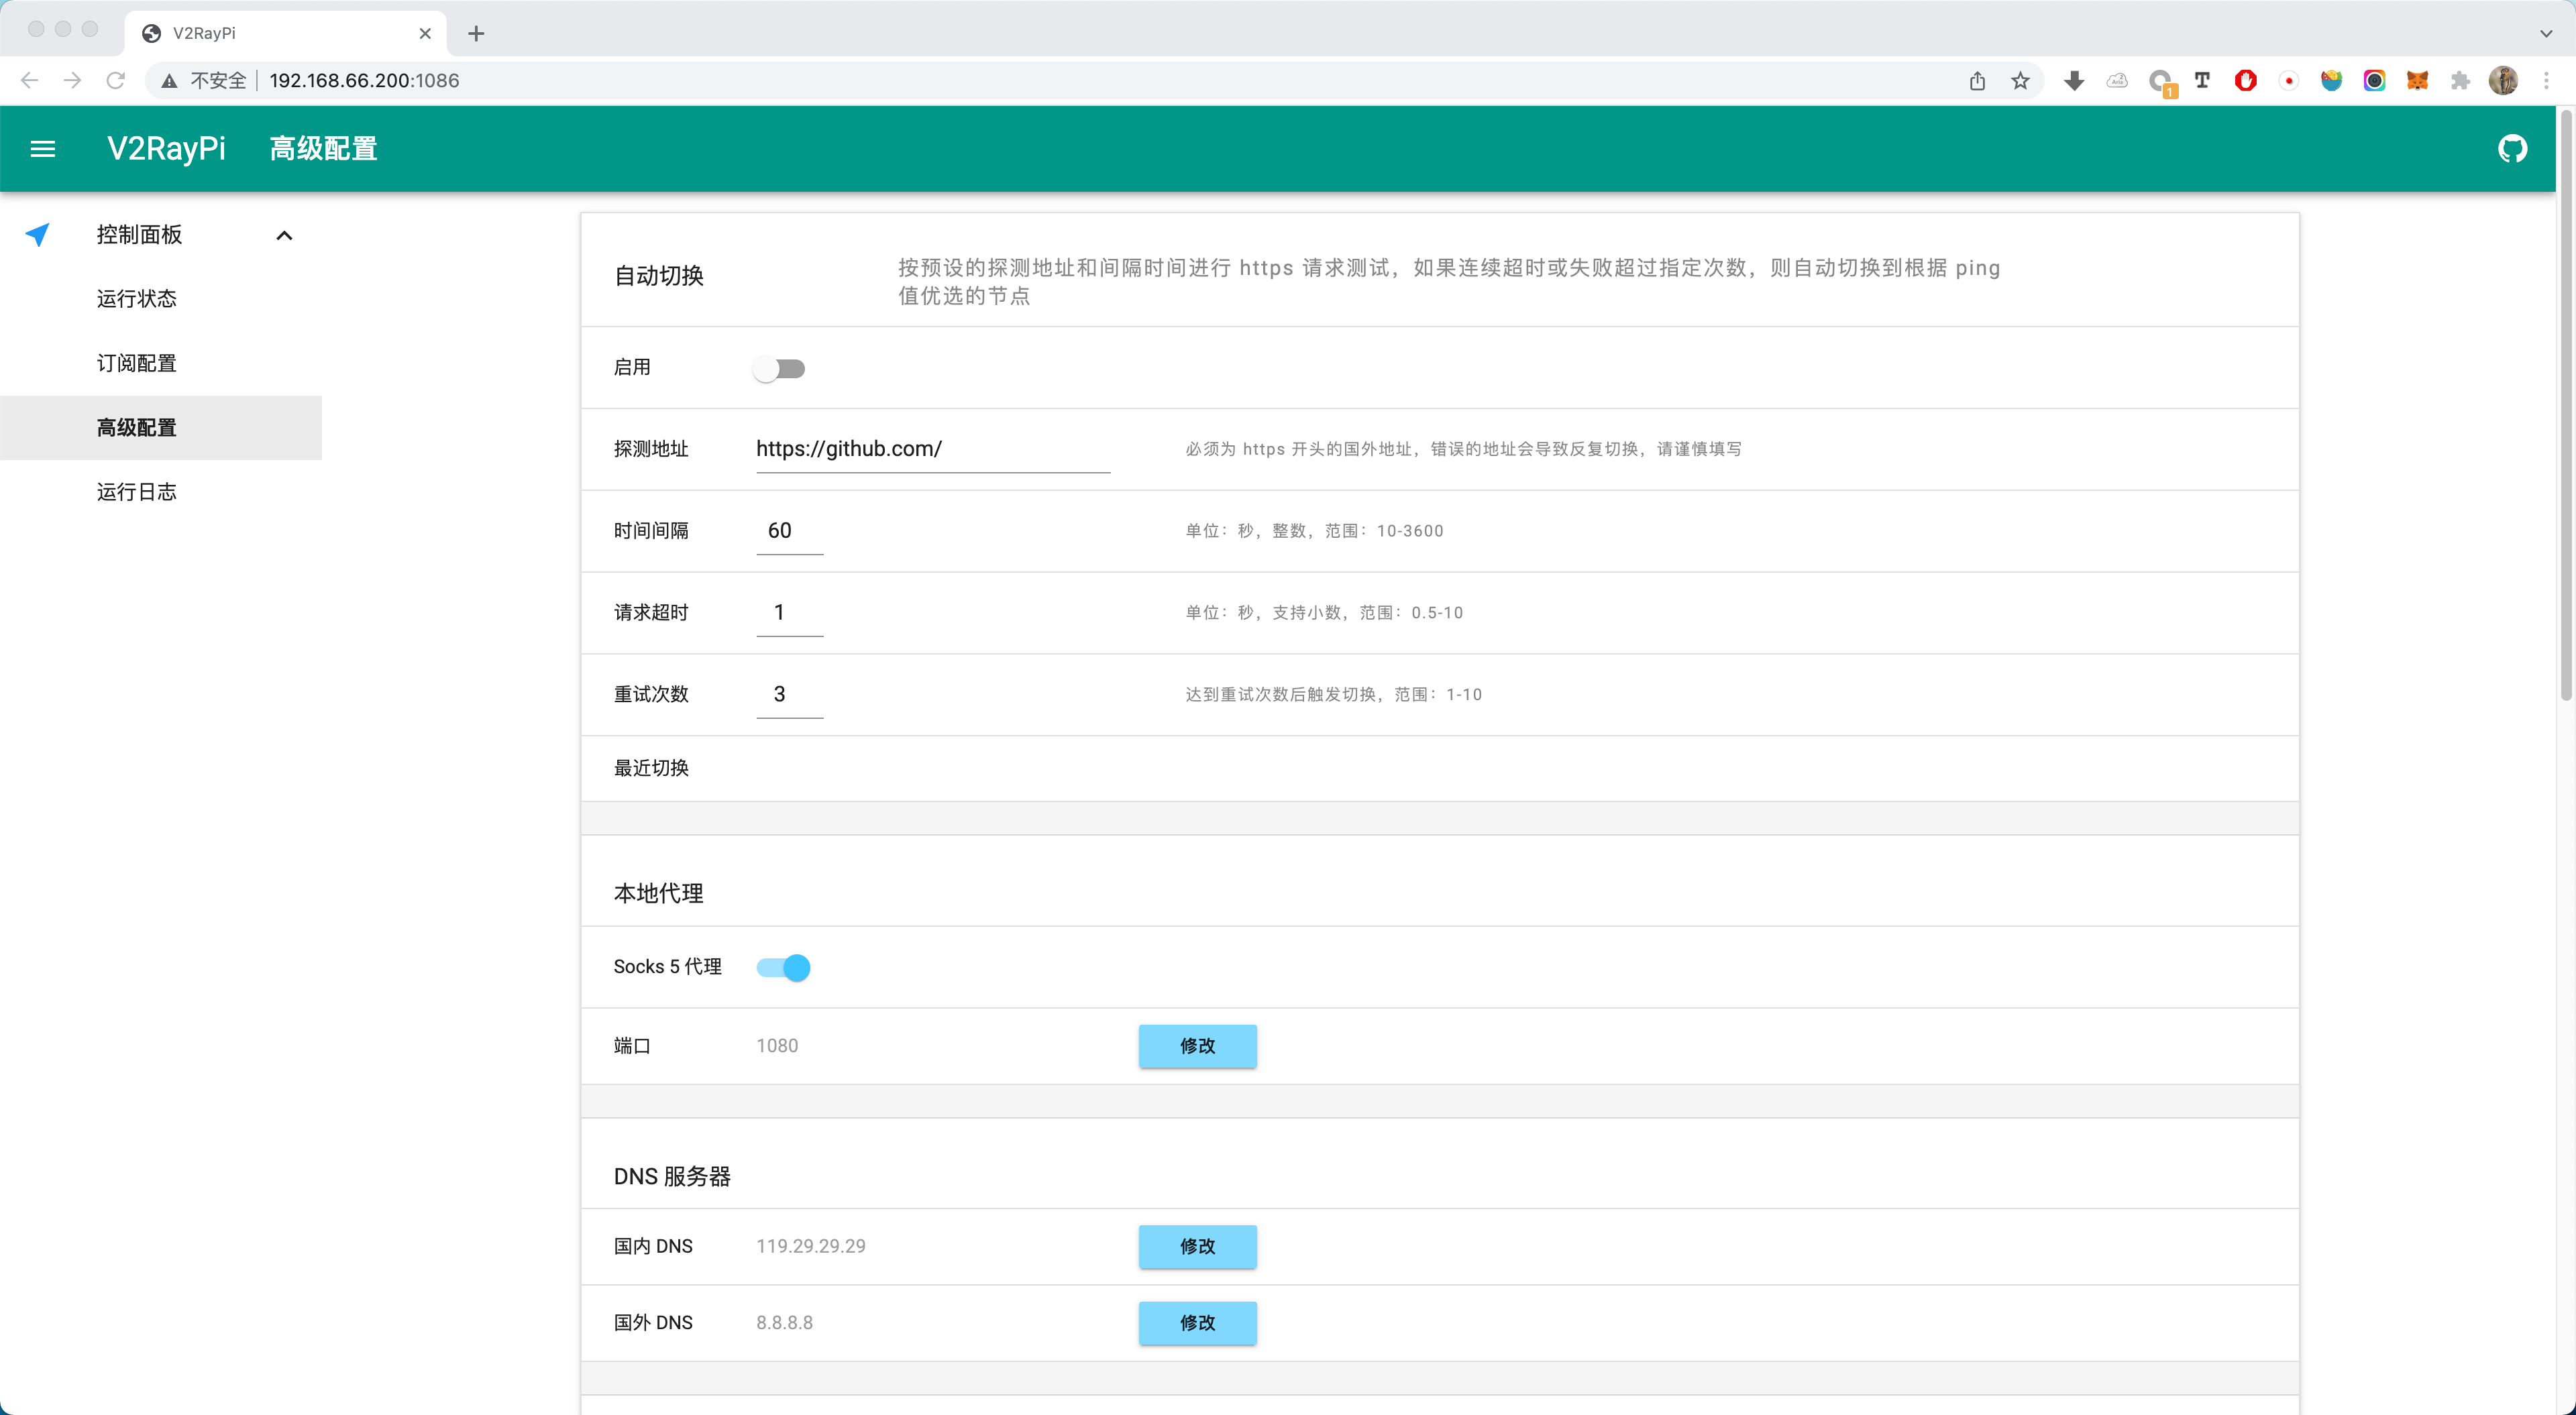 V2RayPi
不安全
192.168.66.200:1086
1
V2RayPi 高级配置
控制面板
运行状态
订阅配置
高级配置
运行日志
自动切换
按预设的探测地址和间隔时间进行 https 请求测试，如果连续超时或失败超过指定次数，则自动切换到根据 ping
值优选的节点
启用
探测地址 https://github.com/ 必须为 https 开头的国外地址，错误的地址会导致反复切换，请谨慎填写
时间间隔 60 单位：秒，整数，范围：10-3600
请求超时 1 单位：秒，支持小数，范围：0.5-10
重试次数 3 达到重试次数后触发切换，范围：1-10
最近切换
本地代理
Socks 5 代理
端口 1080 修改
DNS 服务器
国内 DNS 119.29.29.29 修改
国外 DNS 8.8.8.8 修改